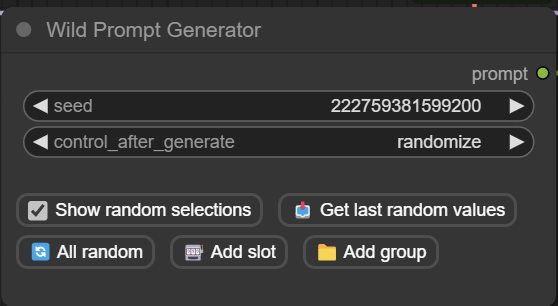 Wild Prompt Generator
prompt
seed 222759381599200
control_after_generate randomize
Show random selections Get last random values
All random Add slot Add group